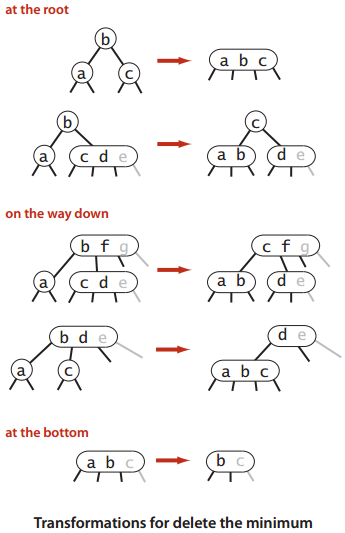 at the root
b
a c
a b c
b
a c d e
c
a b d e
on the way down
b f g
a c d e
c f g
a b d e
b d e
a c
d e
a b c
at the bottom
a b c
b c
Transformations for delete the minimum